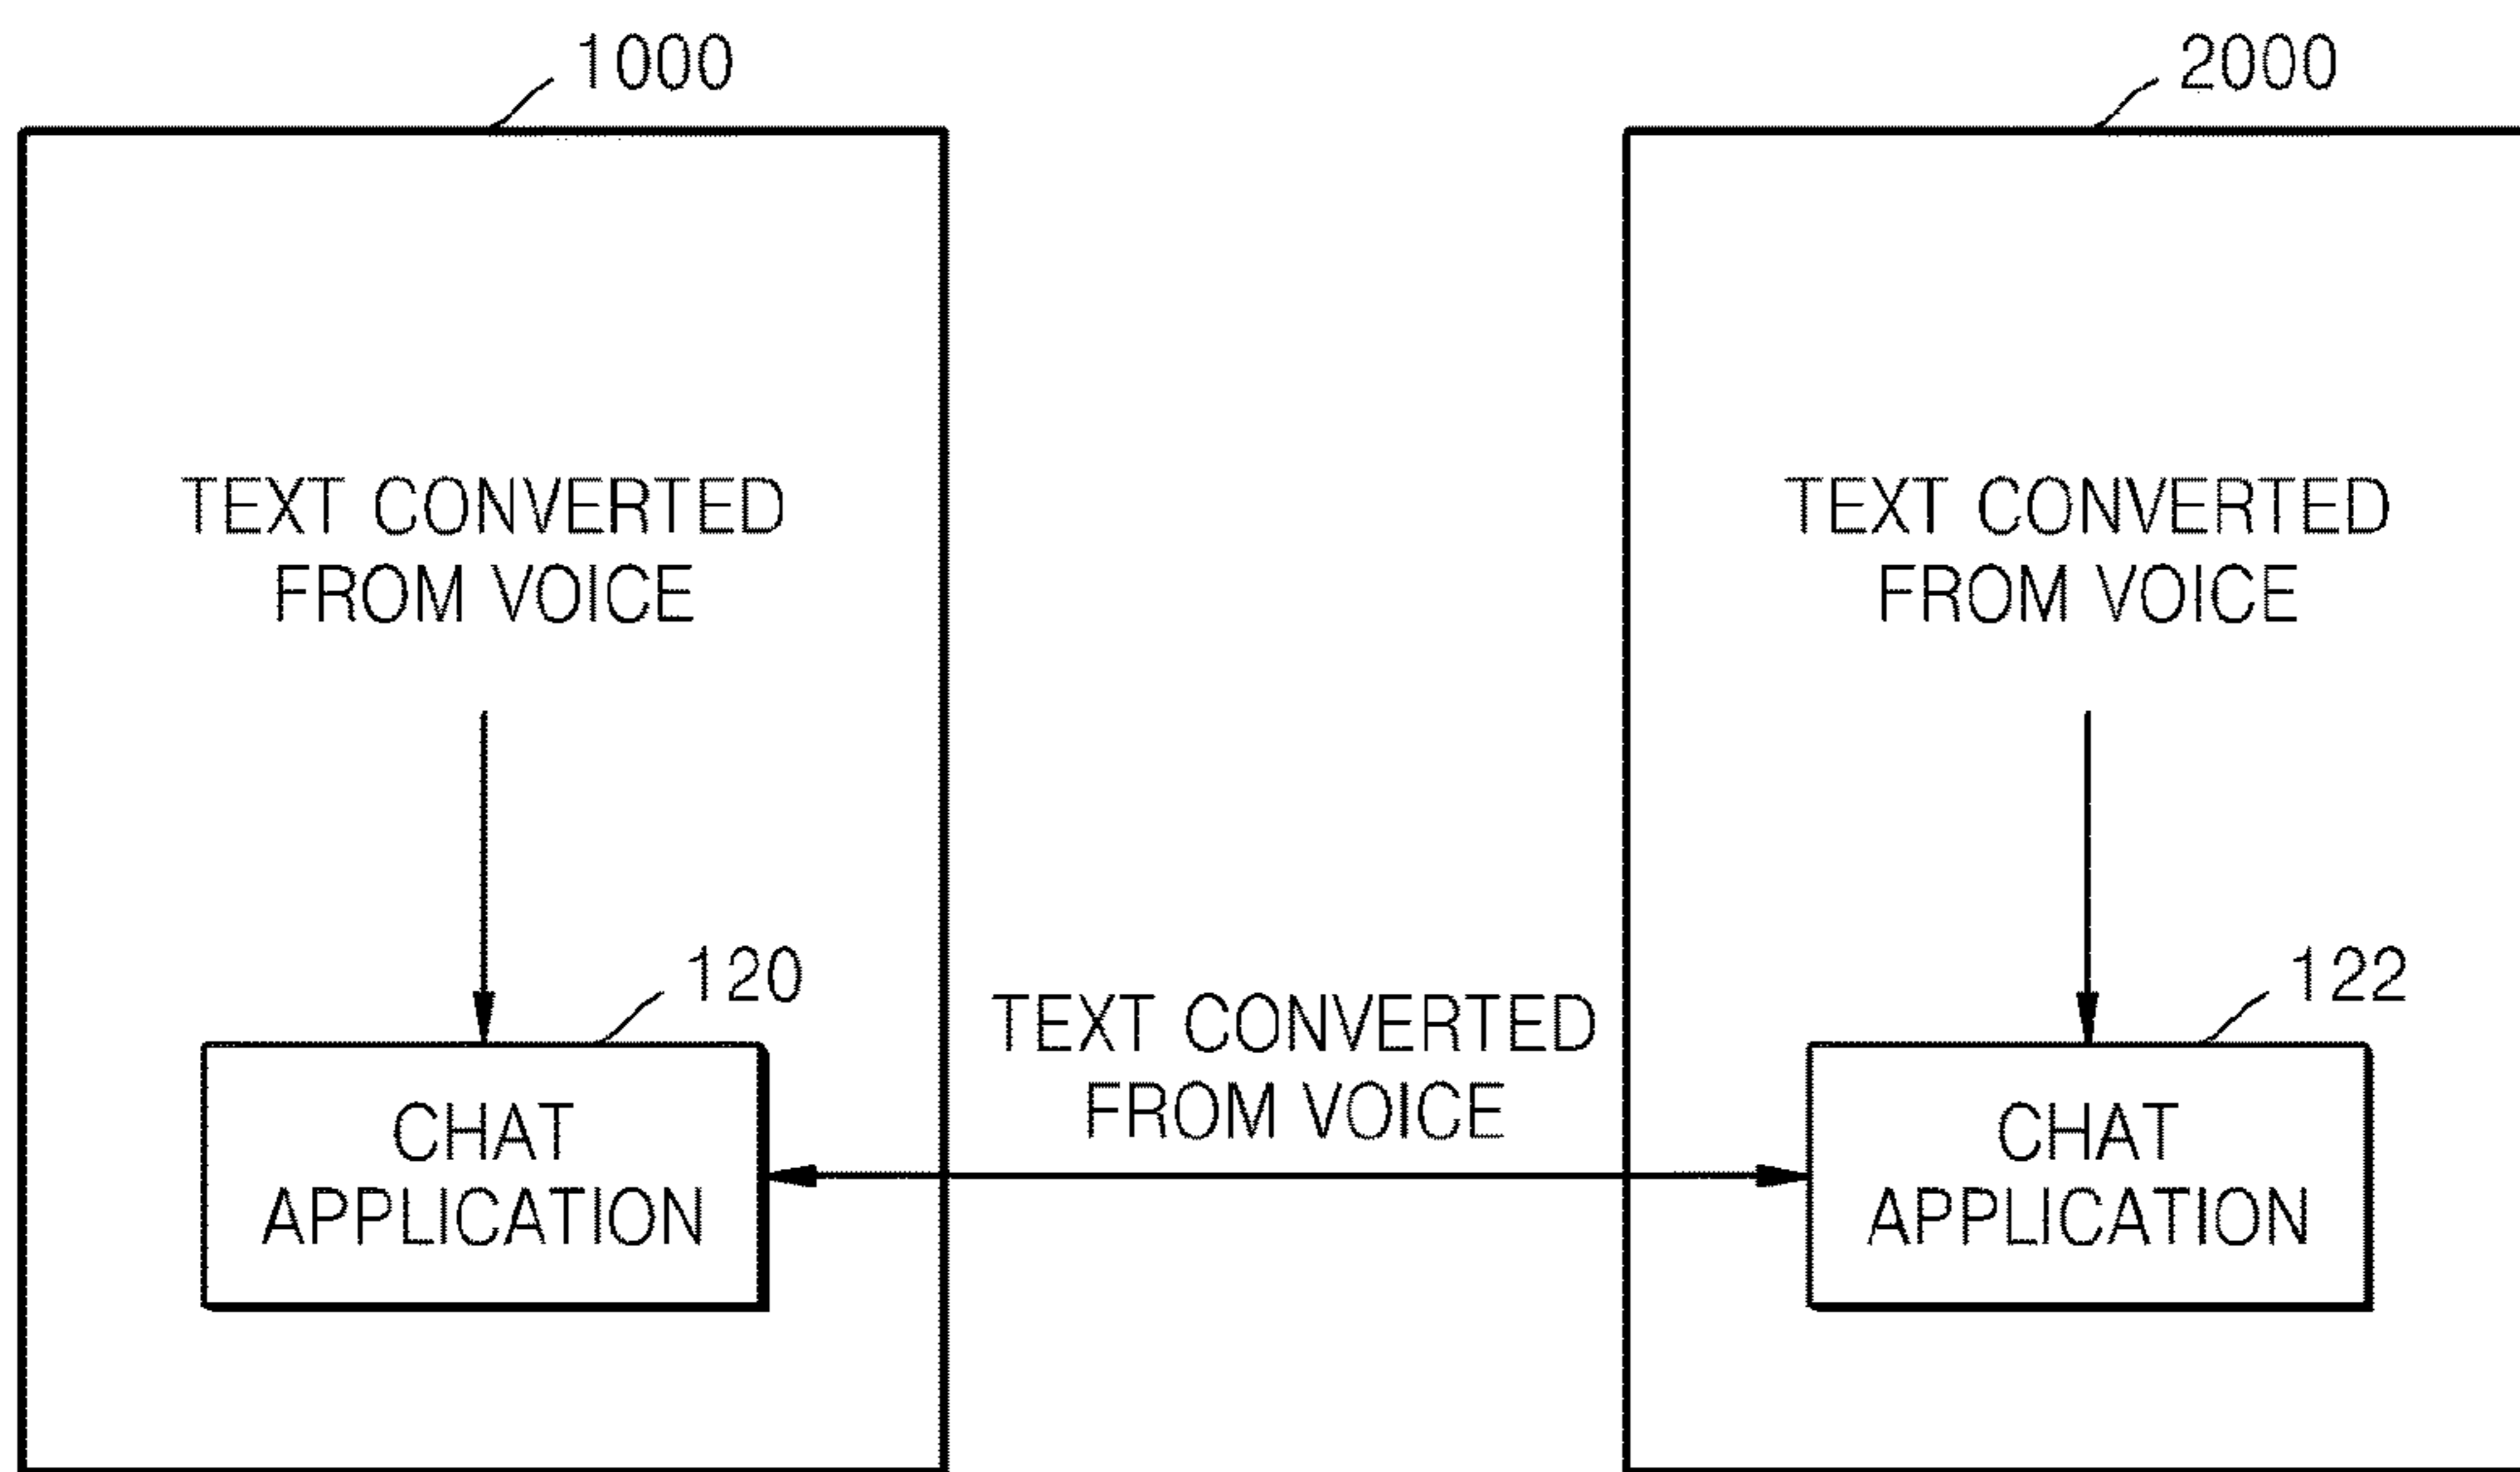 1000
2000
TEXT CONVERTED
FROM VOICE
TEXT CONVERTED
FROM VOICE
120
122
TEXT CONVERTED
FROM VOICE
CHAT
APPLICATION
CHAT
APPLICATION